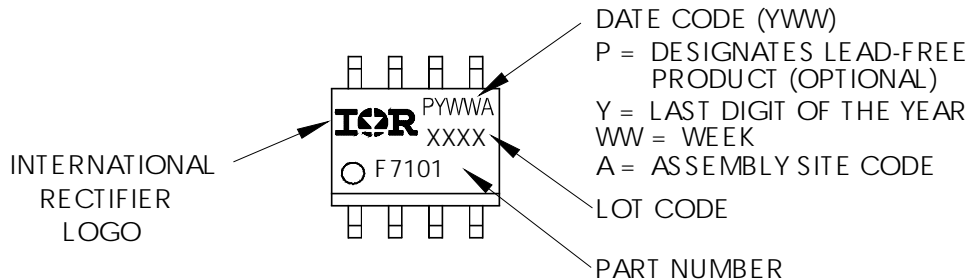 DATE CODE (YWW)
P = DESIGNATES LEAD-FREE
PRODUCT (OPTIONAL)
Y = LAST DIGIT OF THE YEAR
WW = WEEK
A = ASSEMBLY SITE CODE
LOT CODE
PART NUMBER
INTERNATIONAL
RECTIFIER
LOGO
IOR
PYWWA
XXXX
F7101